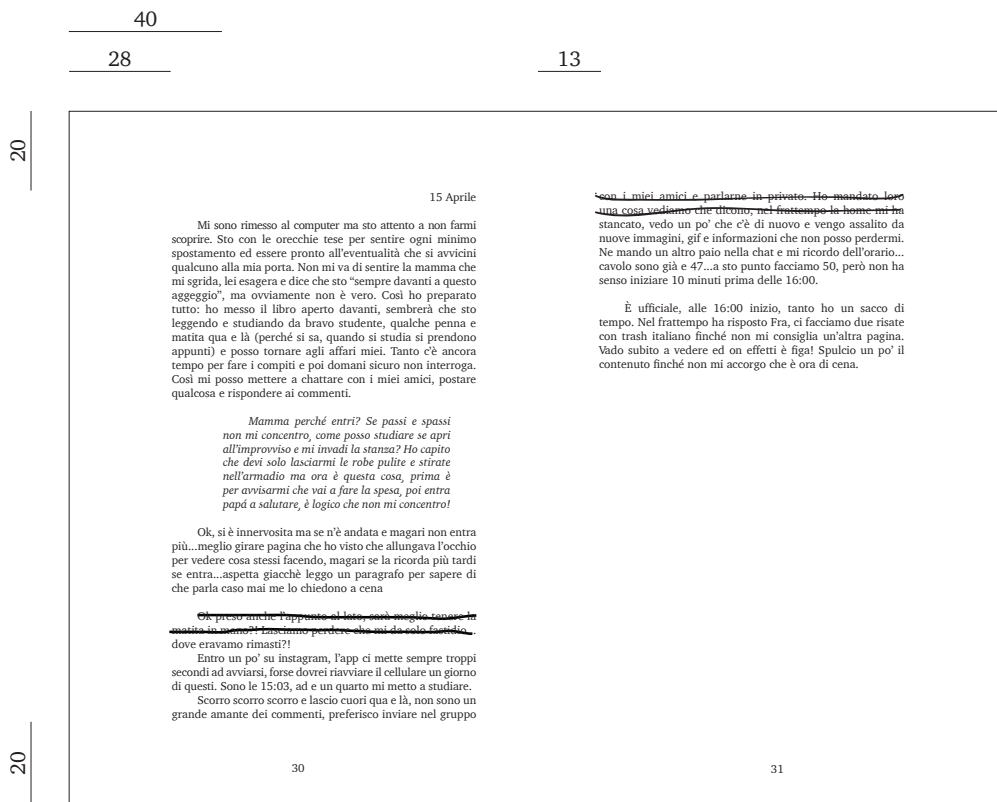 40
28
13
20
15 Aprile
Mi sono rimesso al computer ma sto attento a non farmi
scoprire. Sto con le orecchie tese per sentire ogni minimo
spostamento ed essere pronto all'eventualità che si avvicini
qualcuno alla mia porta. Non mi va di sentire la mamma che
mi sgrida, lei esagera e dice che sto “sempre davanti a questo
aggeggio”, ma ovviamente non è vero. Così ho preparato
tutto: ho messo il libro aperto davanti, sembrerà che sto
leggendo e studiando da bravo studente, qualche penna e
matita qua e là (perché si sa, quando si studia si prendono
appunti) e posso tornare agli affari miei. Tanto c'è ancora
tempo per fare i compiti e poi domani sicuro non interroga.
Così mi posso mettere a chattare con i miei amici, postare
qualcosa e rispondere ai commenti.
Mamma perché entri? Se passi e spassi
non mi concentro, come posso studiare se apri
all'improvviso e mi invadi la stanza? Ho capito
che devi solo lasciarmi le robe pulite e stirate
nell'armadio ma ora è questa cosa, prima è
per avvisarmi che vai a fare la spesa, poi entra
papá a salutare, è logico che non mi concentro!
Ok, si è innervosita ma se n'è andata e magari non entra
più...meglio girare pagina che ho visto che allungava l'occhio
per vedere cosa stessi facendo, magari se la ricorda più tardi
se entra...aspetta giacchè leggo un paragrafo per sapere di
che parla caso mai me lo chiedono a cena
Ok preso anche l'appunto al lato, sarà meglio tenere la
matita in mano?! Lasciamo perdere che mi da solo fastidio...
dove eravamo rimasti?!
Entro un po' su instagram, l'app ci mette sempre troppi
secondi ad avviarsi, forse dovrei riavviare il cellulare un giorno
di questi. Sono le 15:03, ad e un quarto mi metto a studiare.
Scorro scorro scorro e lascio cuori qua e là, non sono un
grande amante dei commenti, preferisco inviare nel gruppo
30
con i miei amici e parlarne in privato. Ho mandato loro
una cosa vediamo che dicono, nel frattempo la home mi ha
stancato, vedo un po' che c'è di nuovo e vengo assalito da
nuove immagini, gif e informazioni che non posso perdermi.
Ne mando un altro paio nella chat e mi ricordo dell'orario...
cavolo sono già e 47...a sto punto facciamo 50, però non ha
senso iniziare 10 minuti prima delle 16:00.
È ufficiale, alle 16:00 inizio, tanto ho un sacco di
tempo. Nel frattempo ha risposto Fra, ci facciamo due risate
con trash italiano finché non mi consiglia un'altra pagina.
Vado subito a vedere ed on effetti è figa! Spulcio un po' il
contenuto finché non mi accorgo che è ora di cena.
31
20